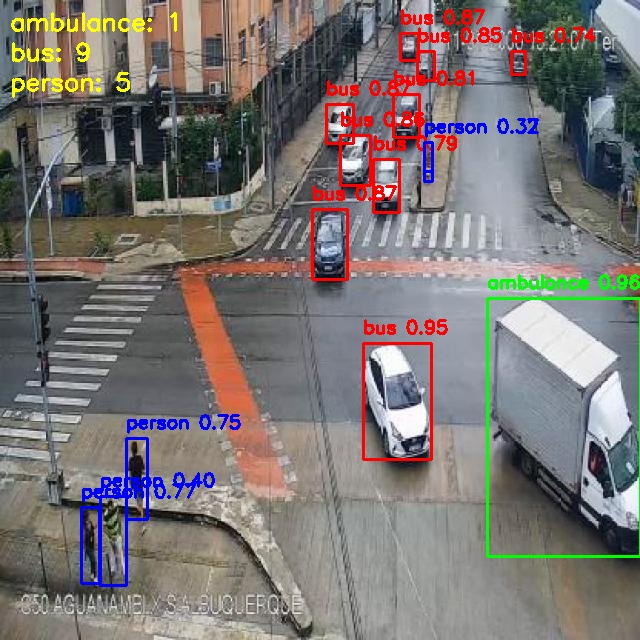 ambulance: 1
bus: 9
person: 5
bus 0.87
bus 0.85
bus 0.74
bus 0.81
bus 0.87
bus 0.86
person 0.32
bus 0.79
bus 0.87
ambulance 0.96
bus 0.95
person 0.75
person 0.40
person 0.77
050 AGUANAMBI X S.ALBUQUERQUE